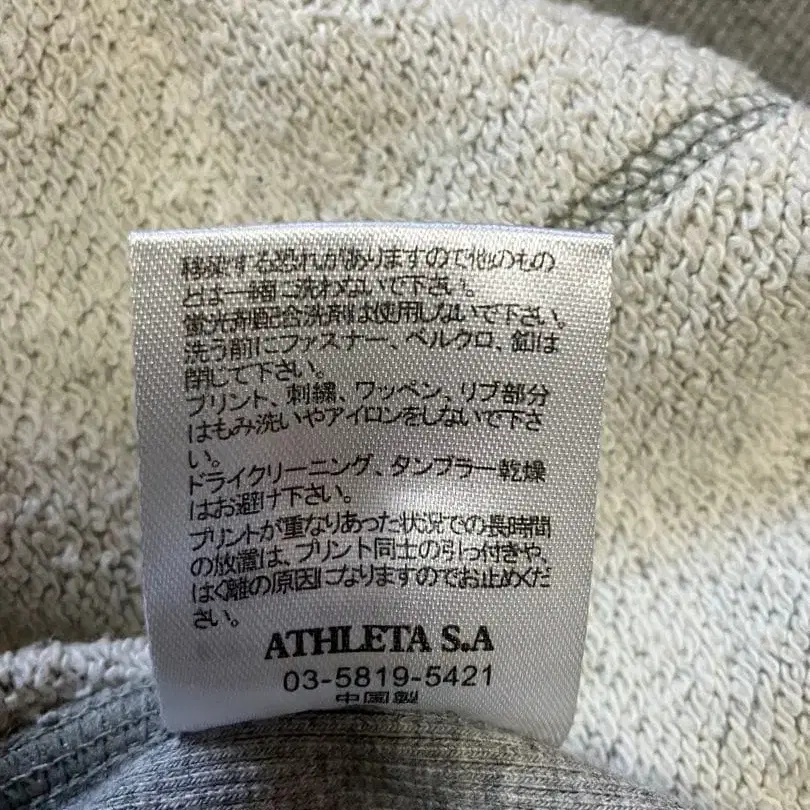 移染する恐れがありますので他のもの
とは一緒に洗わないで下さい。
蛍光剤配合洗剤は使用しないで下さい。
洗う前にファスナー、ベルクロ、釦は
閉じて下さい。
プリント、刺繍、ワッペン、リブ部分
はもみ洗いやアイロンをしないで下さ
い。
ドライクリーニング、タンブラー乾燥
はお避け下さい。
プリントが重なりあった状況での長時間
の放置は、プリント同士の引っ付きや、
はく離の原因になりますのでお止めくだ
さい。
ATHLETA S.A
03-5819-5421
中国製